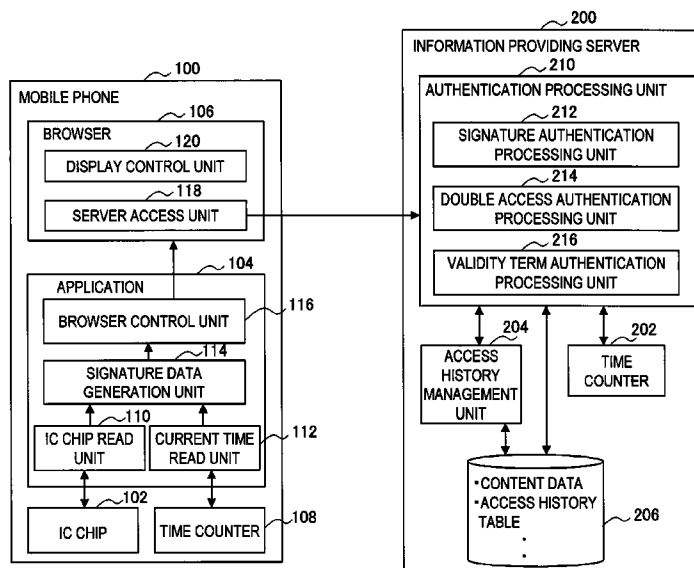 100
MOBILE PHONE
106
BROWSER
120
DISPLAY CONTROL UNIT
118
SERVER ACCESS UNIT
104
APPLICATION
BROWSER CONTROL UNIT
116
114
SIGNATURE DATA
GENERATION UNIT
110
IC CHIP READ
UNIT
CURRENT TIME
READ UNIT
112
102
IC CHIP
TIME COUNTER
108
200
INFORMATION PROVIDING SERVER
210
AUTHENTICATION PROCESSING UNIT
212
SIGNATURE AUTHENTICATION
PROCESSING UNIT
214
DOUBLE ACCESS AUTHENTICATION
PROCESSING UNIT
216
VALIDITY TERM AUTHENTICATION
PROCESSING UNIT
204
ACCESS
HISTORY
MANAGEMENT
UNIT
202
TIME
COUNTER
• CONTENT DATA
• ACCESS HISTORY
TABLE
206